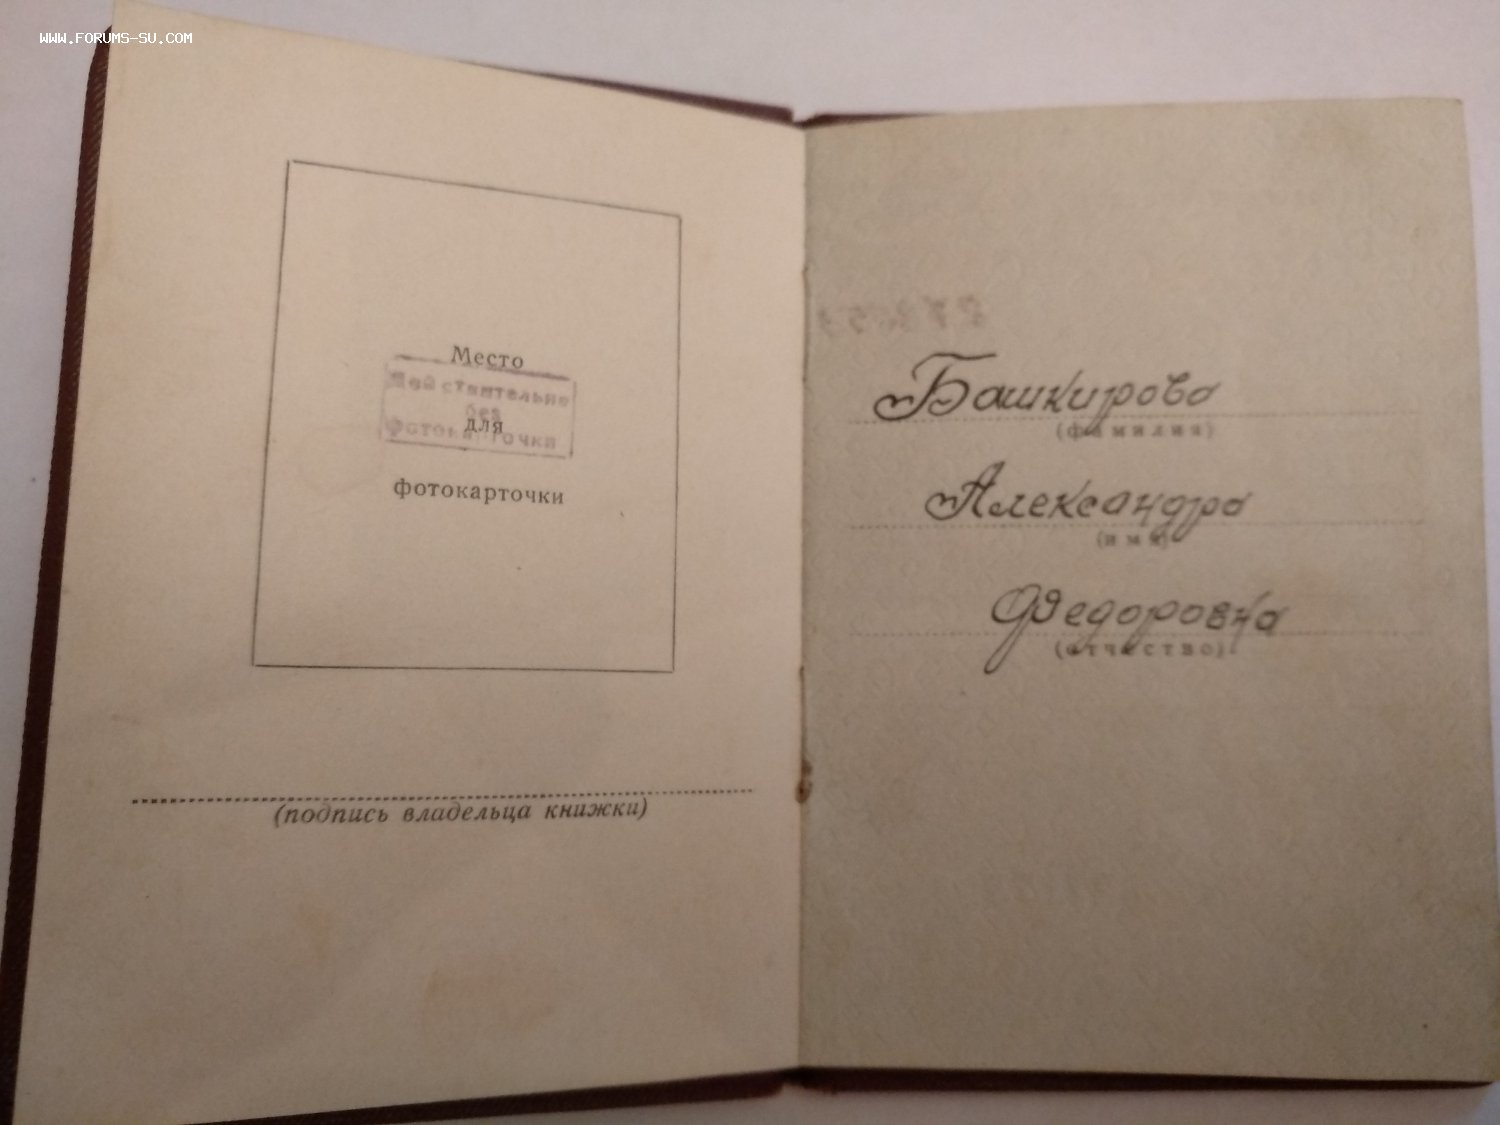 WWW.FORUMS-SU.COM
Место
Действительно
без
для
Фотокарточки
фотокарточки
(подпись владельца книжки)
Башкирова
(фамилия)
Александра
(имя)
Федоровна
(отчество)